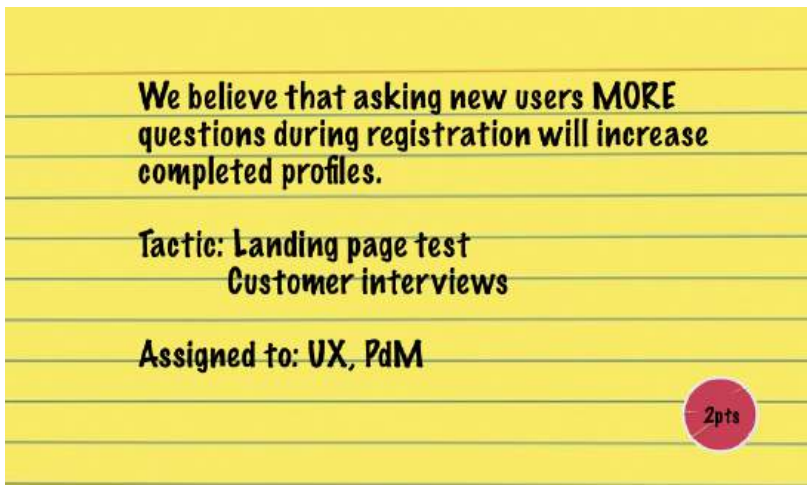 We believe that asking new users MORE
questions during registration will increase
completed profiles.
Tactic: Landing page test
Customer interviews
Assigned to: UX, PdM
2pts